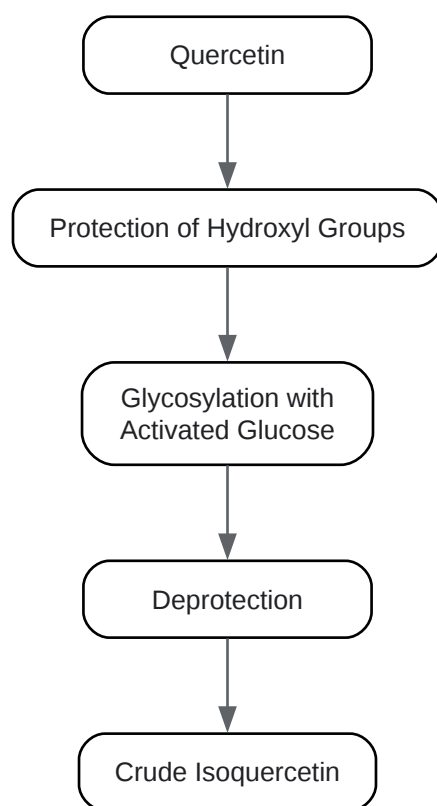 Quercetin
Protection of Hydroxyl Groups
Glycosylation with
Activated Glucose
Deprotection
Crude Isoquercetin